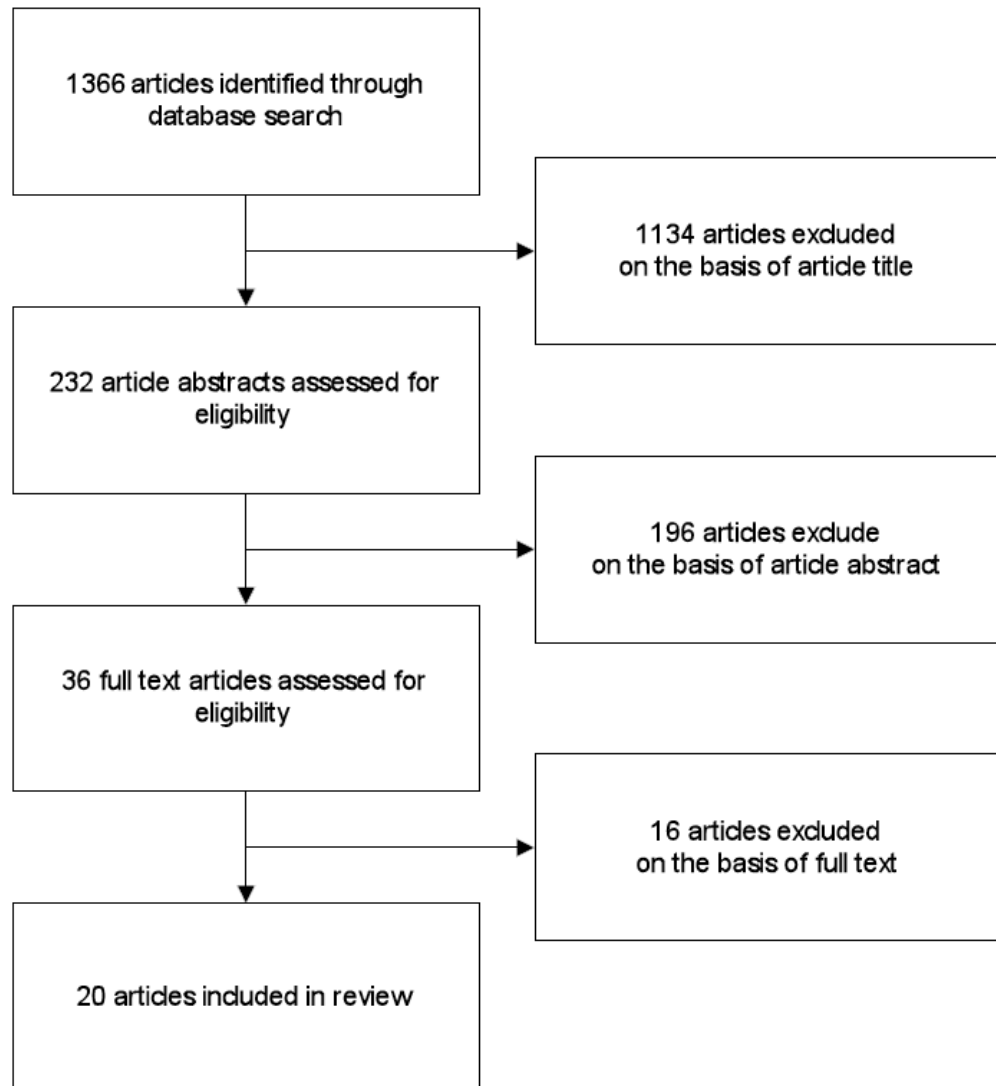 1366 articles identified through
database search
1134 articles excluded
on the basis of article title
232 article abstracts assessed for
eligibility
196 articles exclude
on the basis of article abstract
36 full text articles assessed for
eligibility
16 articles excluded
on the basis of full text
20 articles included in review